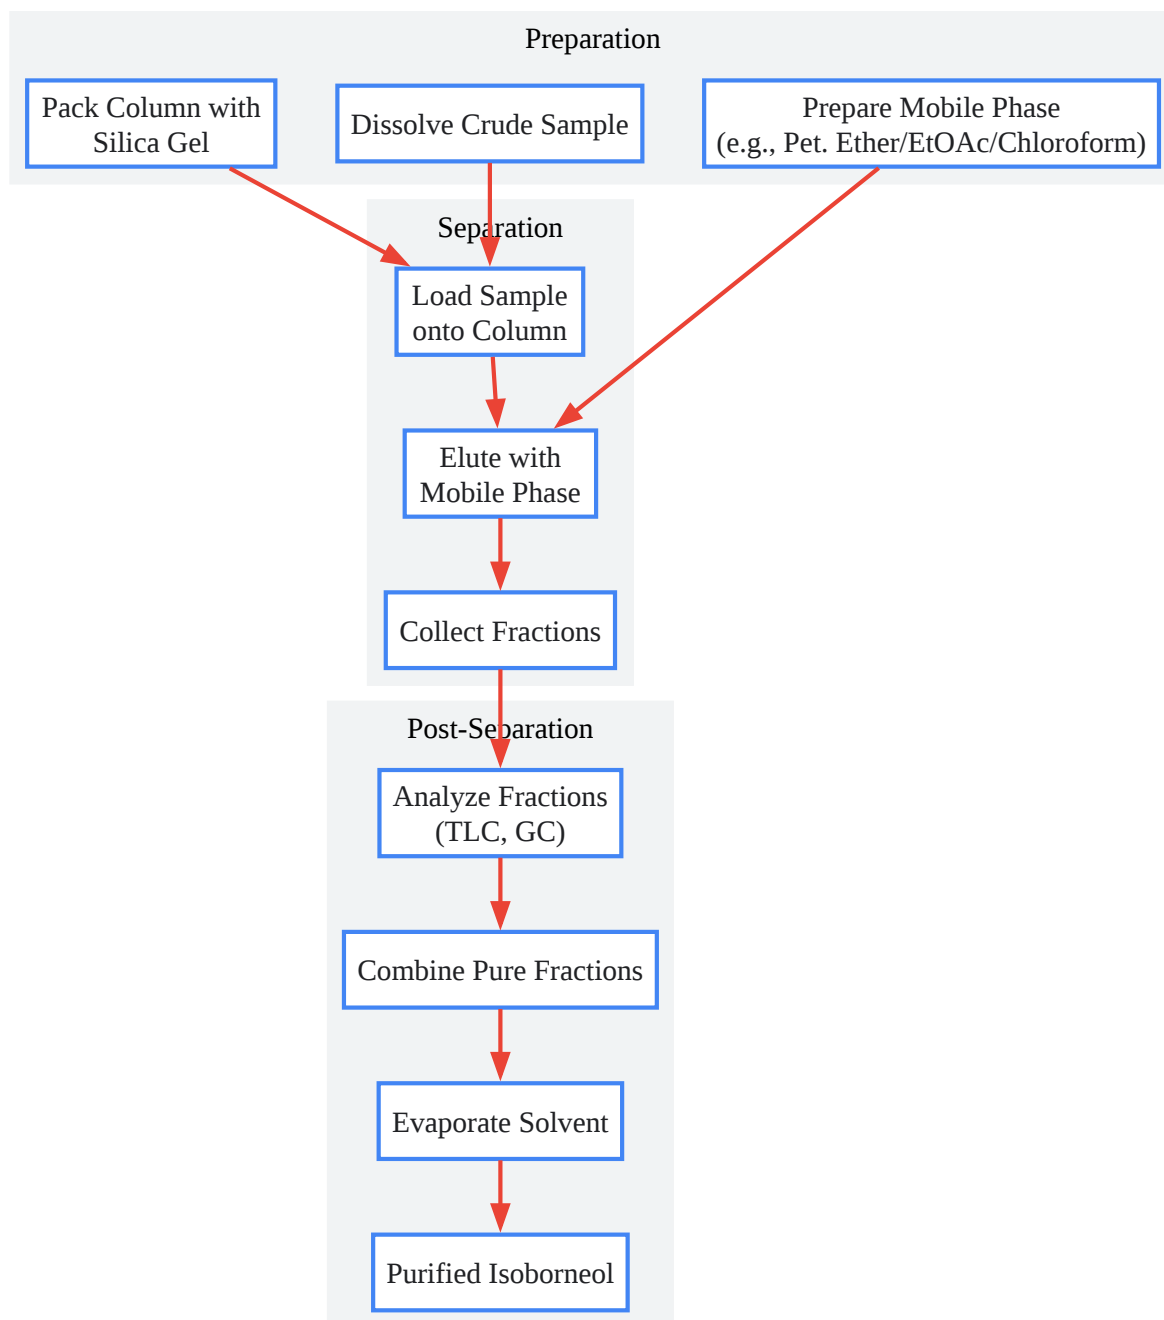 Preparation
Pack Column with
Silica Gel
Dissolve Crude Sample
Prepare Mobile Phase
(e.g., Pet. Ether/EtOAc/Chloroform)
Separation
Load Sample
onto Column
Elute with
Mobile Phase
Collect Fractions
Post-Separation
Analyze Fractions
(TLC, GC)
Combine Pure Fractions
Evaporate Solvent
Purified Isoborneol